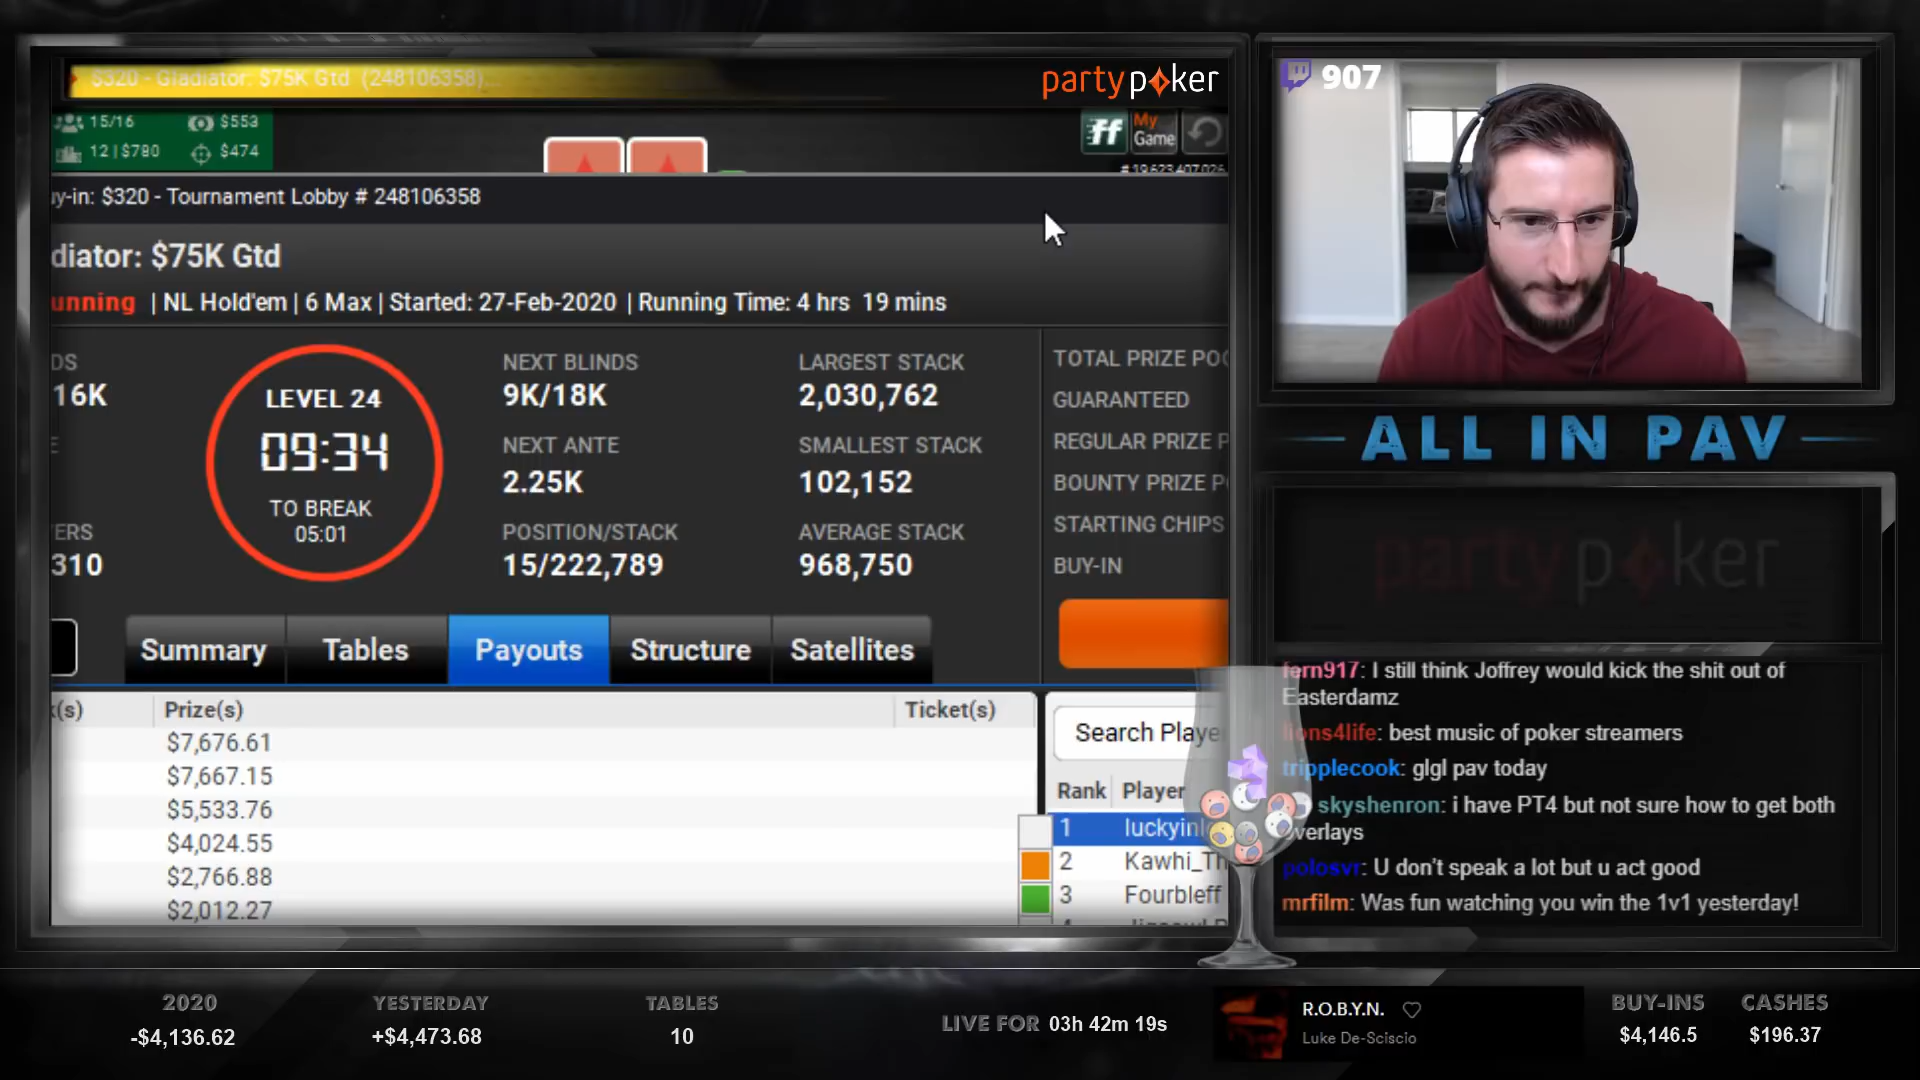 $320 - Gladiator: $75K Gtd (248106358)...
partypoker
15/16
$553
12 | $780
$474
ff
My Game
#19,623,407,026
y-in: $320 - Tournament Lobby # 248106358
diator: $75K Gtd
unning | NL Hold'em | 6 Max | Started: 27-Feb-2020 | Running Time: 4 hrs 19 mins
DS
16K
ERS
310
LEVEL 24
09:34
TO BREAK
05:01
NEXT BLINDS
9K/18K
NEXT ANTE
2.25K
POSITION/STACK
15/222,789
LARGEST STACK
2,030,762
SMALLEST STACK
102,152
AVERAGE STACK
968,750
TOTAL PRIZE POO
GUARANTEED
REGULAR PRIZE P
BOUNTY PRIZE P
STARTING CHIPS
BUY-IN
Summary
Tables
Payouts
Structure
Satellites
(s)
Prize(s)
Ticket(s)
$7,676.61
$7,667.15
$5,533.76
$4,024.55
$2,766.88
$2,012.27
Search Playe
Rank
Player
1 luckyin
2 Kawhi_Th
3 Fourbleff
907
ALL IN PAV
partypoker
fern917: I still think Joffrey would kick the shit out of
Easterdamz
lions4life: best music of poker streamers
tripplecook: glgl pav today
skyshenron: i have PT4 but not sure how to get both
overlays
polosvr: U don't speak a lot but u act good
mrfilm: Was fun watching you win the 1v1 yesterday!
2020
-$4,136.62
YESTERDAY
+$4,473.68
TABLES
10
LIVE FOR 03h 42m 19s
R.O.B.Y.N.
Luke De-Sciscio
BUY-INS
$4,146.5
CASHES
$196.37